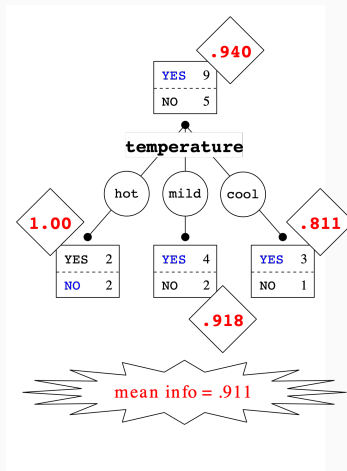 .940
YES 9
NO 5
temperature
hot mild cool
1.00
.811
YES 2
NO 2
YES 4
NO 2
YES 3
NO 1
.918
mean info = .911